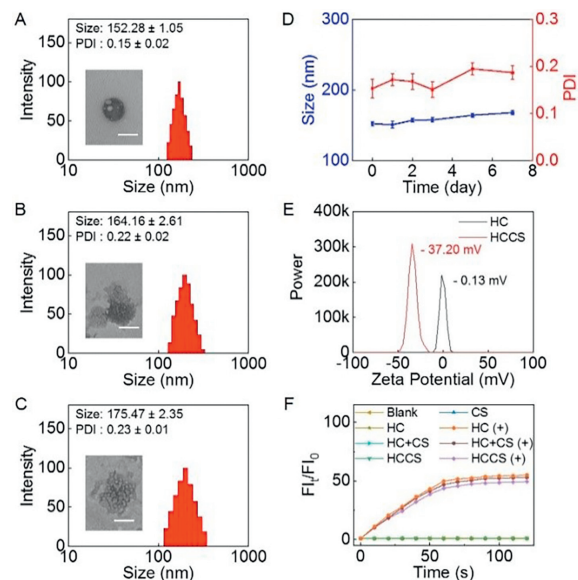 A
Size: 152.28 ± 1.05
PDI : 0.15 ± 0.02
Intensity
150
100
50
0
10
100
1000
Size (nm)
B
Size: 164.16 ± 2.61
PDI : 0.22 ± 0.02
Intensity
150
100
50
0
10
100
1000
Size (nm)
C
Size: 175.47 ± 2.35
PDI : 0.23 ± 0.01
Intensity
150
100
50
0
10
100
1000
Size (nm)
D
Size (nm)
300
200
100
PDI
0.3
0.2
0.1
0.0
0
2
4
6
8
Time (day)
E
Power
400k
300k
200k
100k
0
HC
HCCS
- 37.20 mV
- 0.13 mV
-100
-50
0
50
100
Zeta Potential (mV)
F
FIₜ/FI₀
100
50
0
Blank
CS
HC
HC (+)
HC+CS
HC+CS (+)
HCCS
HCCS (+)
0
50
100
Time (s)